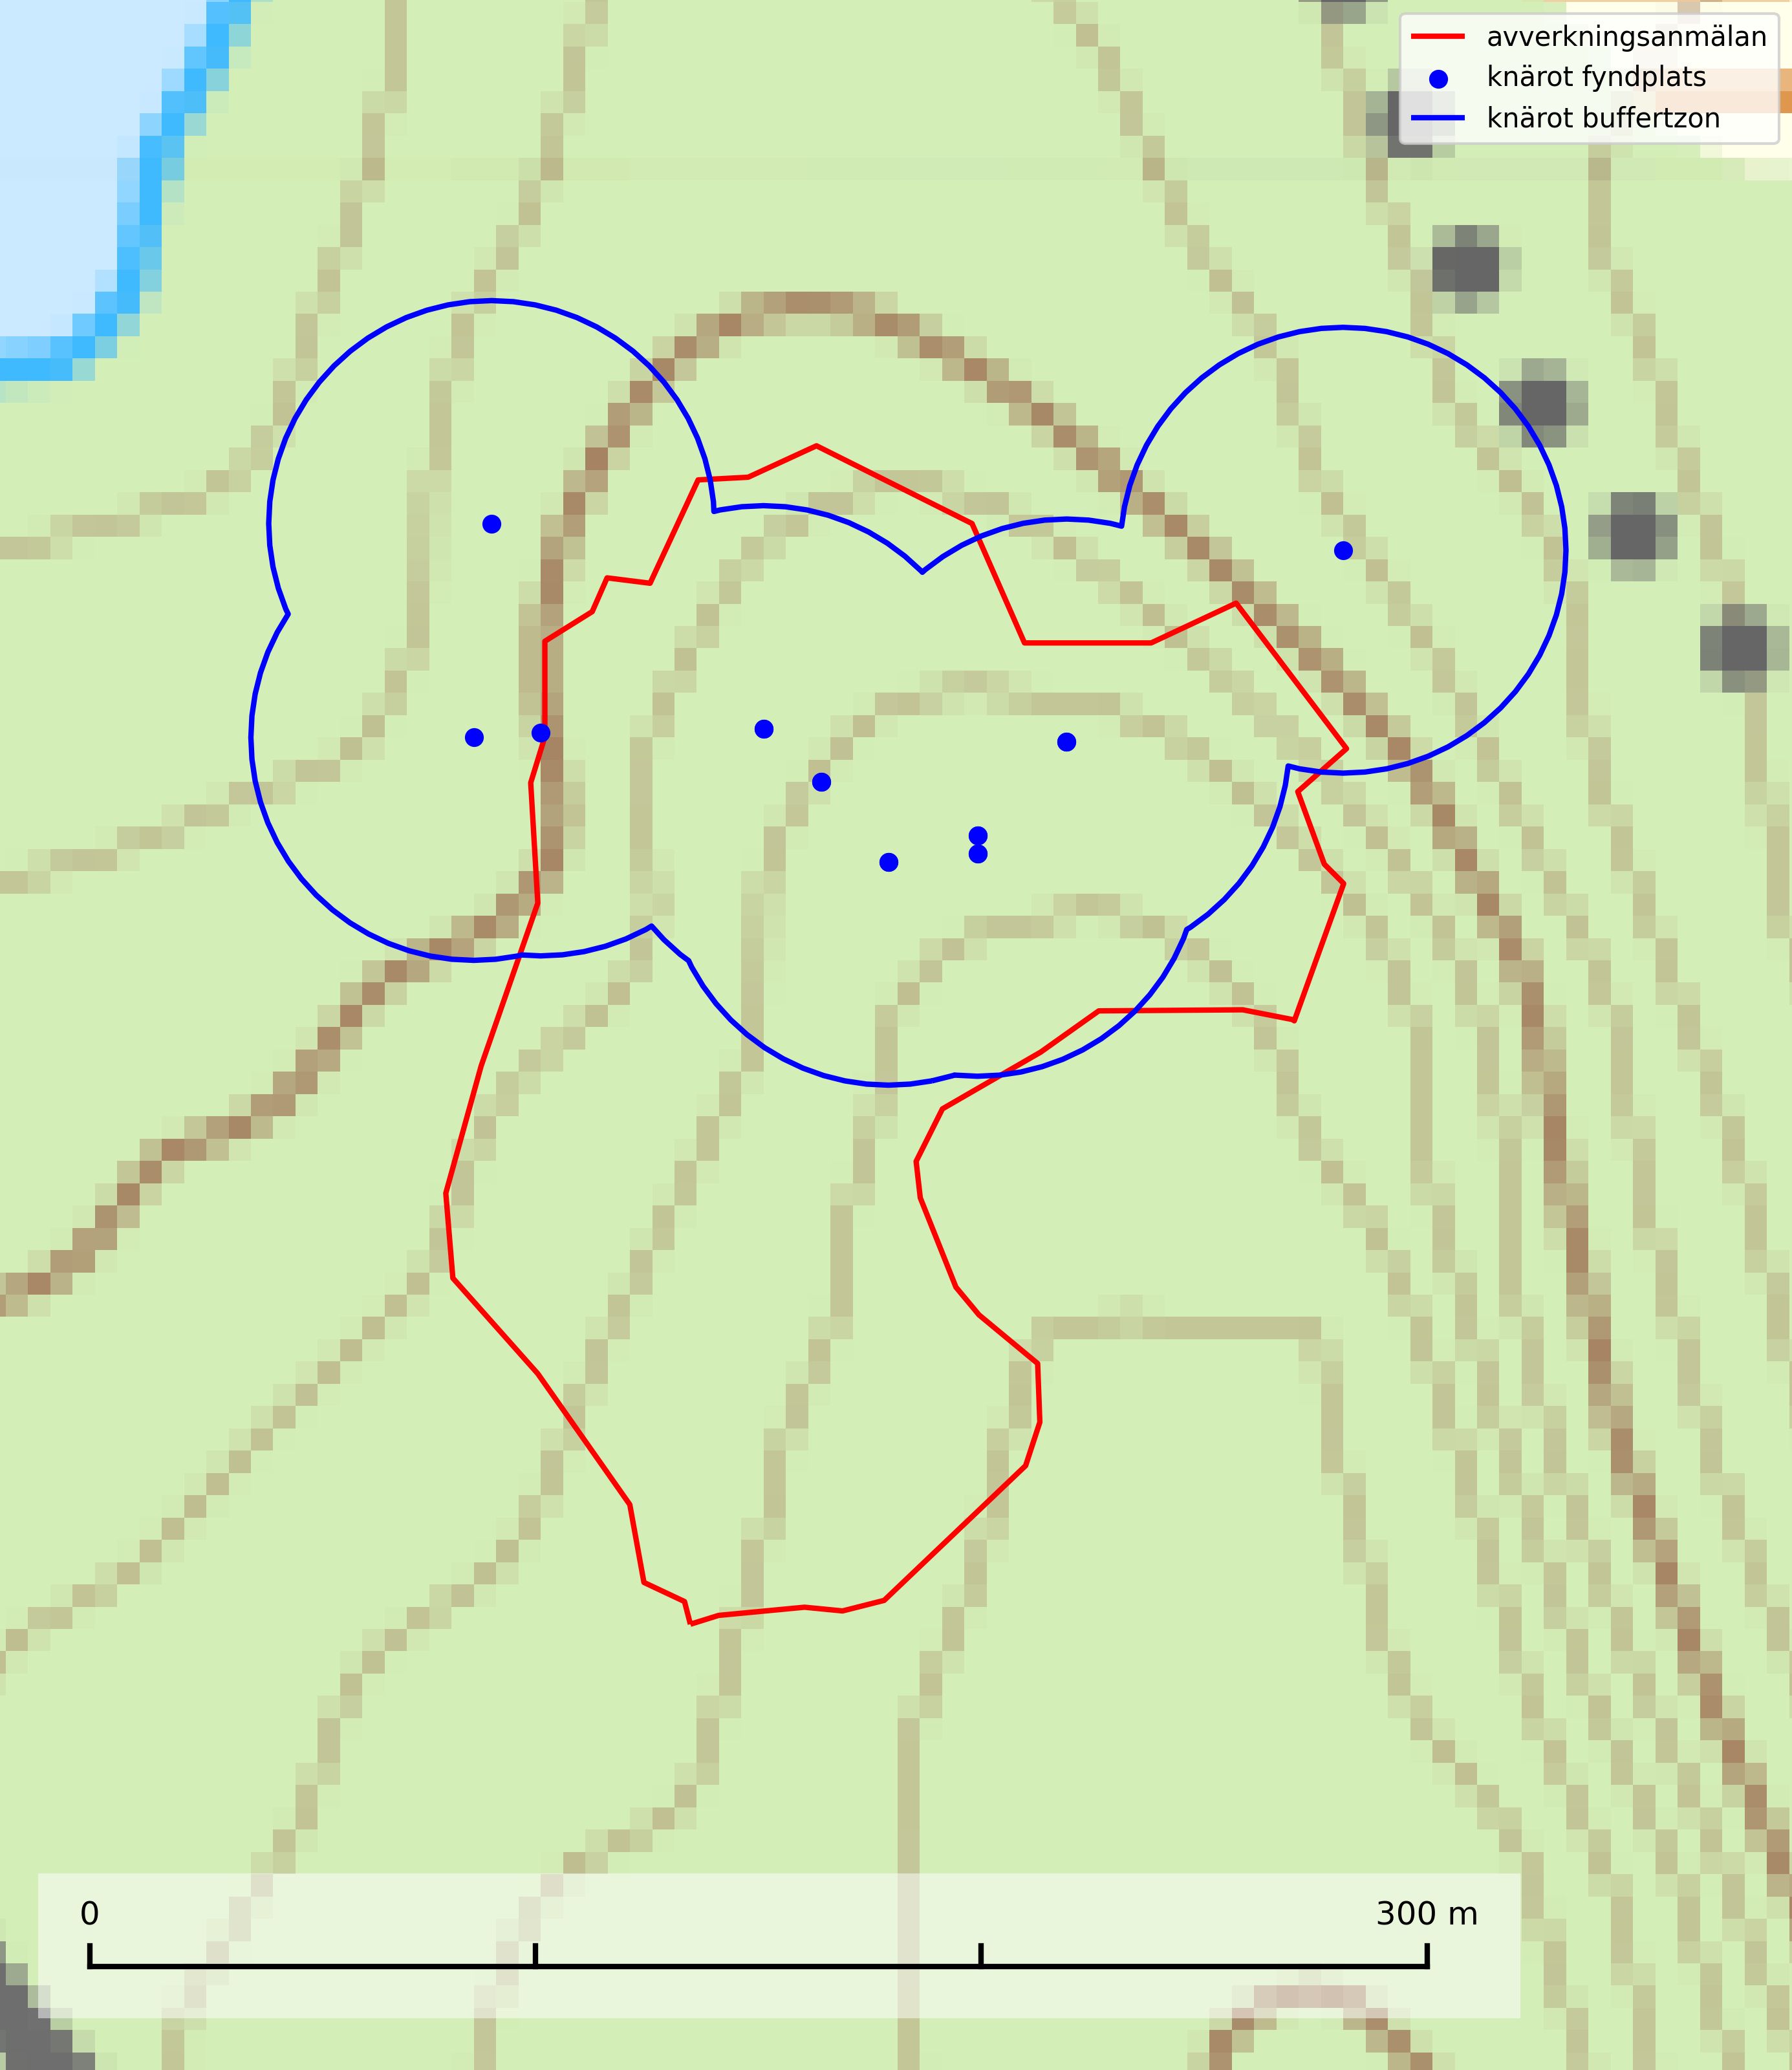 avverkningsanmälan
knärot fyndplats
knärot buffertzon
0
300 m